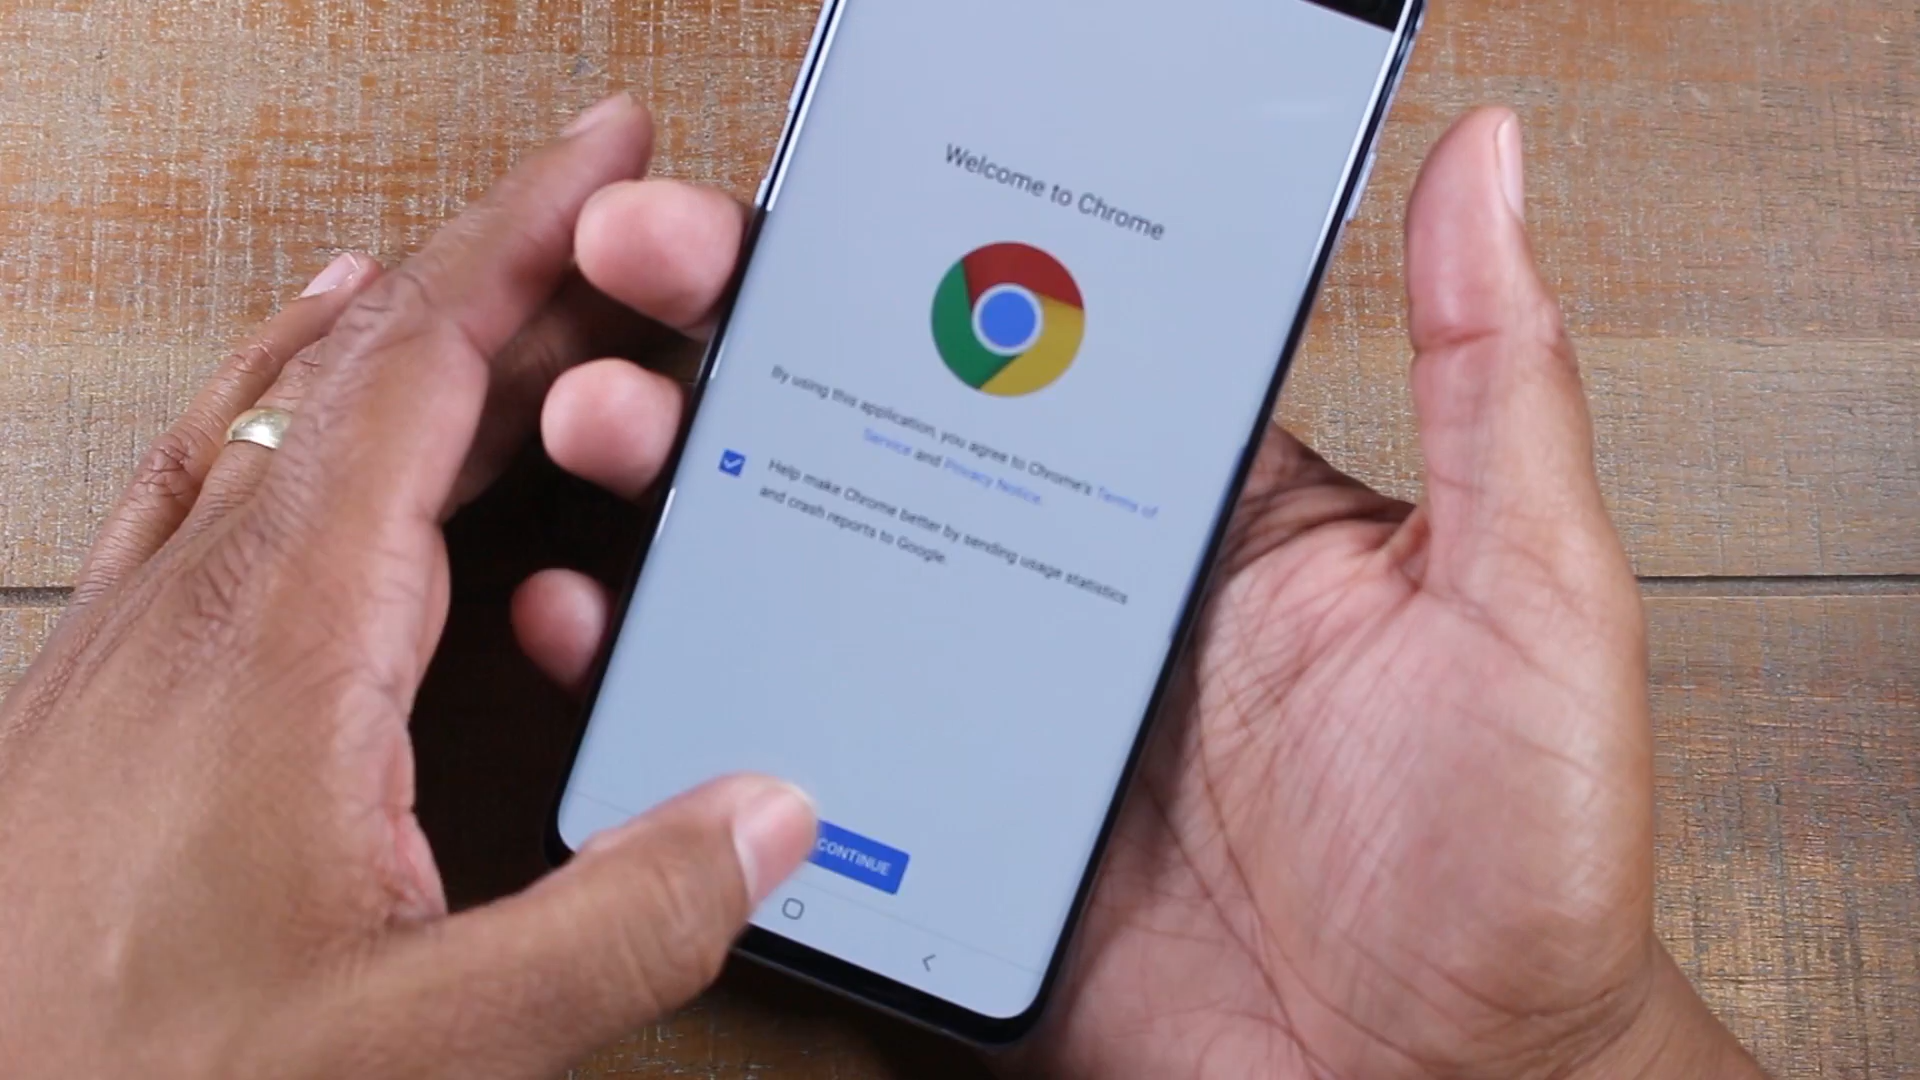 Welcome to Chrome
By using this application, you agree to Chrome's Terms of
Service and Privacy Notice.
Help make Chrome better by sending usage statistics
and crash reports to Google.
CONTINUE